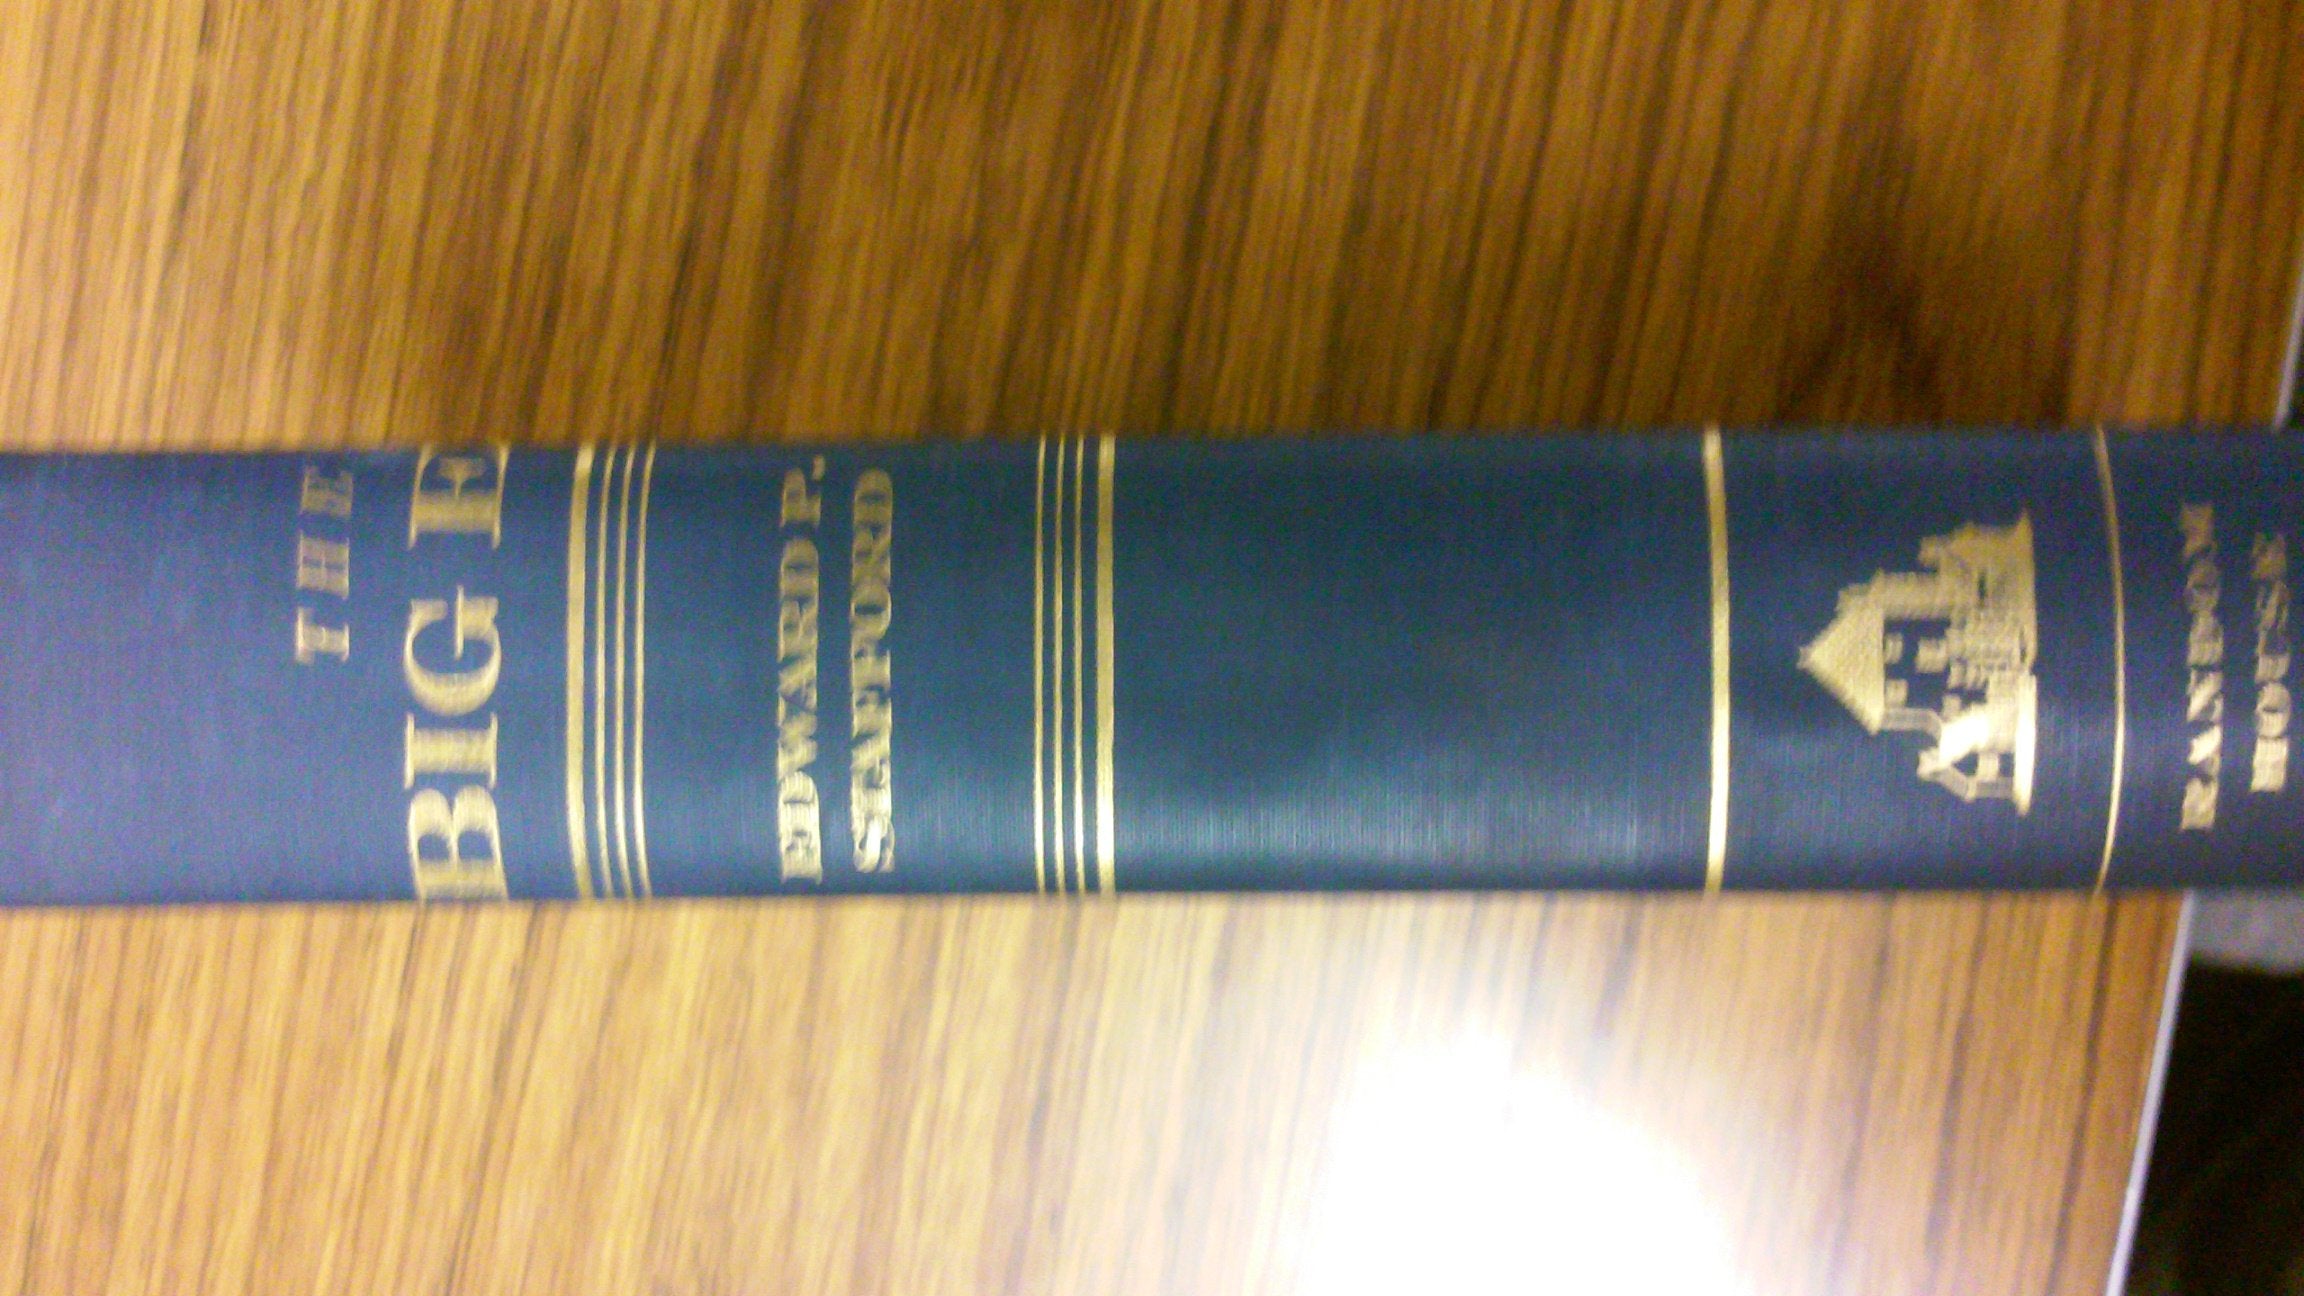 THE
BIG E
EDWARD P.
STAFFORD
RANDOM
HOUSE